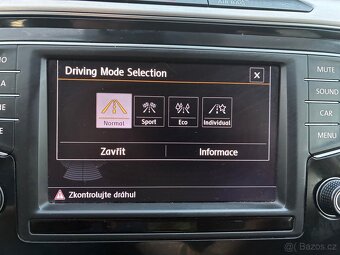 Driving Mode Selection
Normal
Sport
Eco
Individual
Zavřít
Informace
Zkontrolujte dráhu!
MUTE
SOUND
CAR
MENU
Bazos.cz